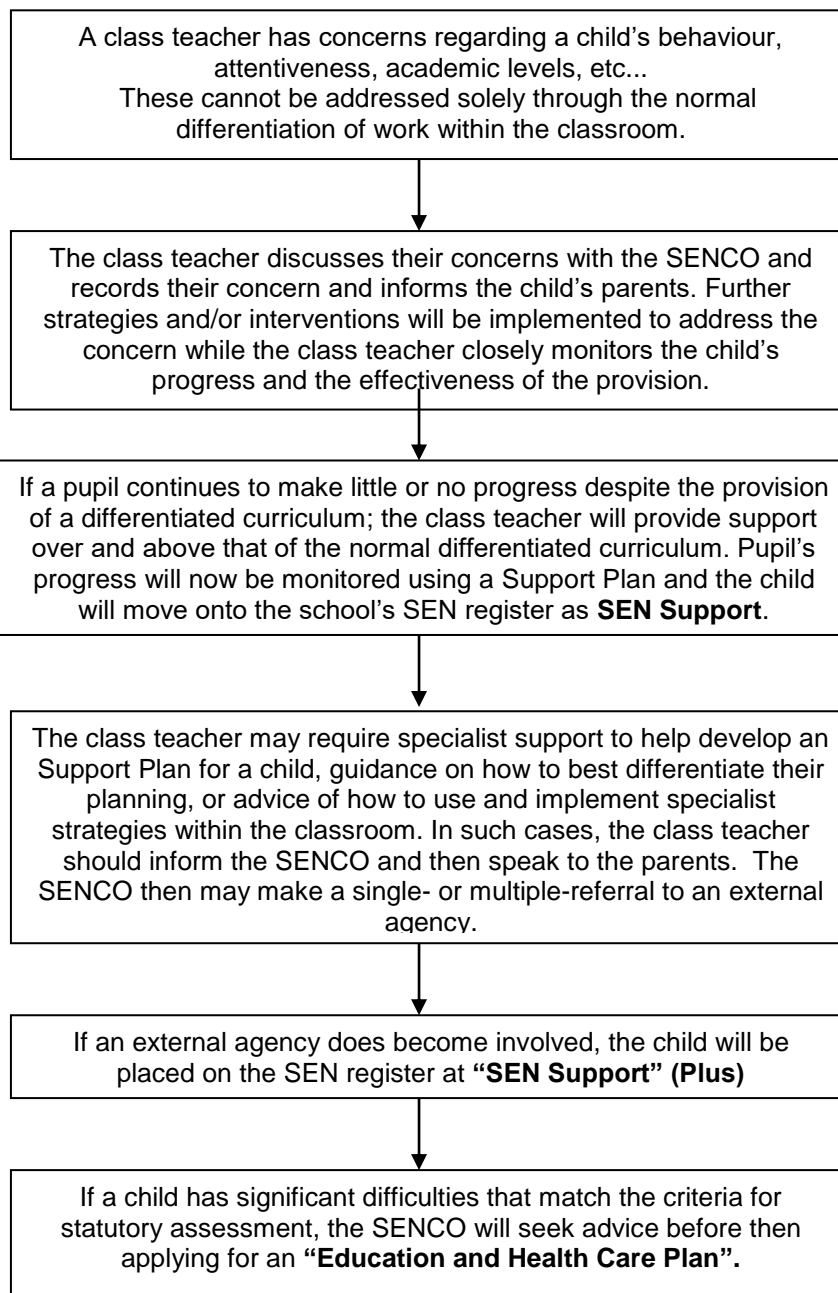 A class teacher has concerns regarding a child’s behaviour,
attentiveness, academic levels, etc...
These cannot be addressed solely through the normal
differentiation of work within the classroom.
The class teacher discusses their concerns with the SENCO and
records their concern and informs the child’s parents. Further
strategies and/or interventions will be implemented to address the
concern while the class teacher closely monitors the child’s
progress and the effectiveness of the provision.
If a pupil continues to make little or no progress despite the provision
of a differentiated curriculum; the class teacher will provide support
over and above that of the normal differentiated curriculum. Pupil’s
progress will now be monitored using a Support Plan and the child
will move onto the school’s SEN register as SEN Support.
The class teacher may require specialist support to help develop an
Support Plan for a child, guidance on how to best differentiate their
planning, or advice of how to use and implement specialist
strategies within the classroom. In such cases, the class teacher
should inform the SENCO and then speak to the parents.  The
SENCO then may make a single- or multiple-referral to an external
agency.
If an external agency does become involved, the child will be
placed on the SEN register at “SEN Support” (Plus)
If a child has significant difficulties that match the criteria for
statutory assessment, the SENCO will seek advice before then
applying for an “Education and Health Care Plan”.